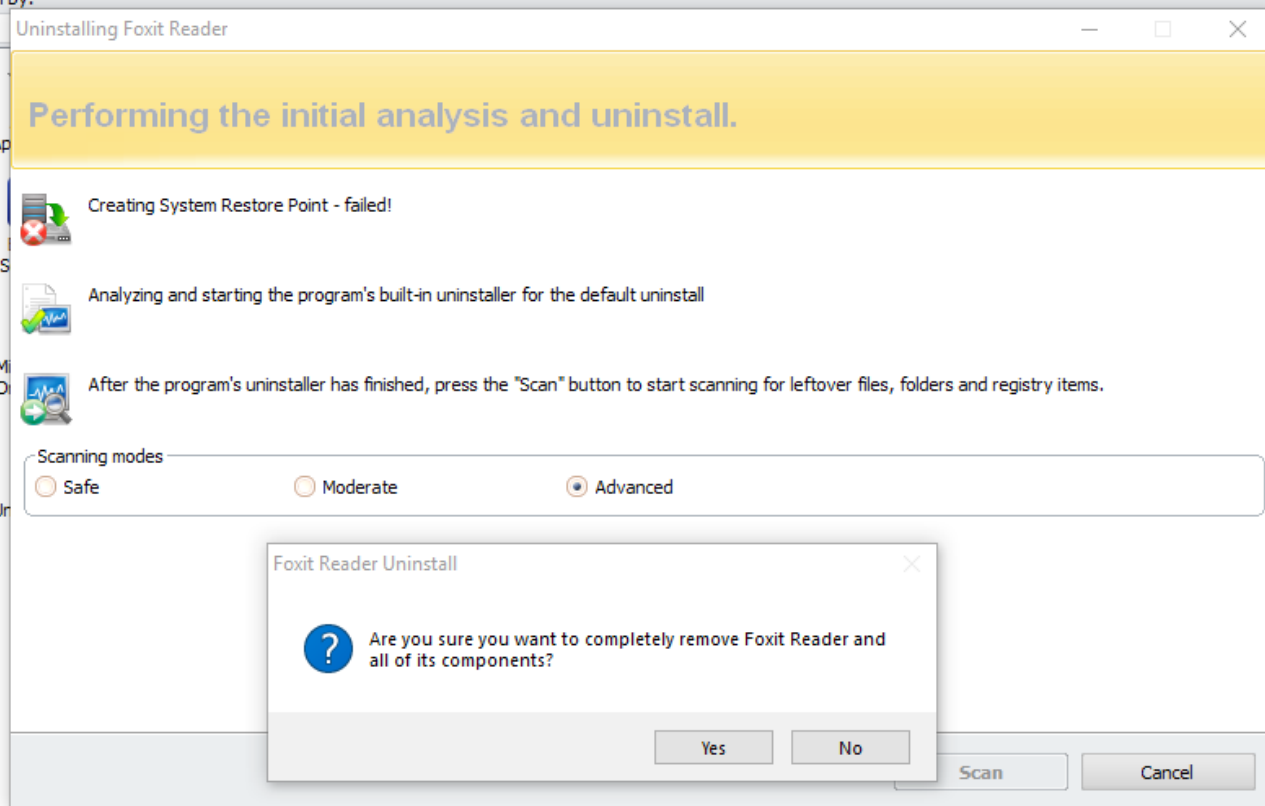 By:
Uninstalling Foxit Reader
Performing the initial analysis and uninstall.
Creating System Restore Point - failed!
Analyzing and starting the program's built-in uninstaller for the default uninstall
After the program's uninstaller has finished, press the "Scan" button to start scanning for leftover files, folders and registry items.
Scanning modes
Safe
Moderate
Advanced
Foxit Reader Uninstall
Are you sure you want to completely remove Foxit Reader and
all of its components?
Yes
No
Scan
Cancel